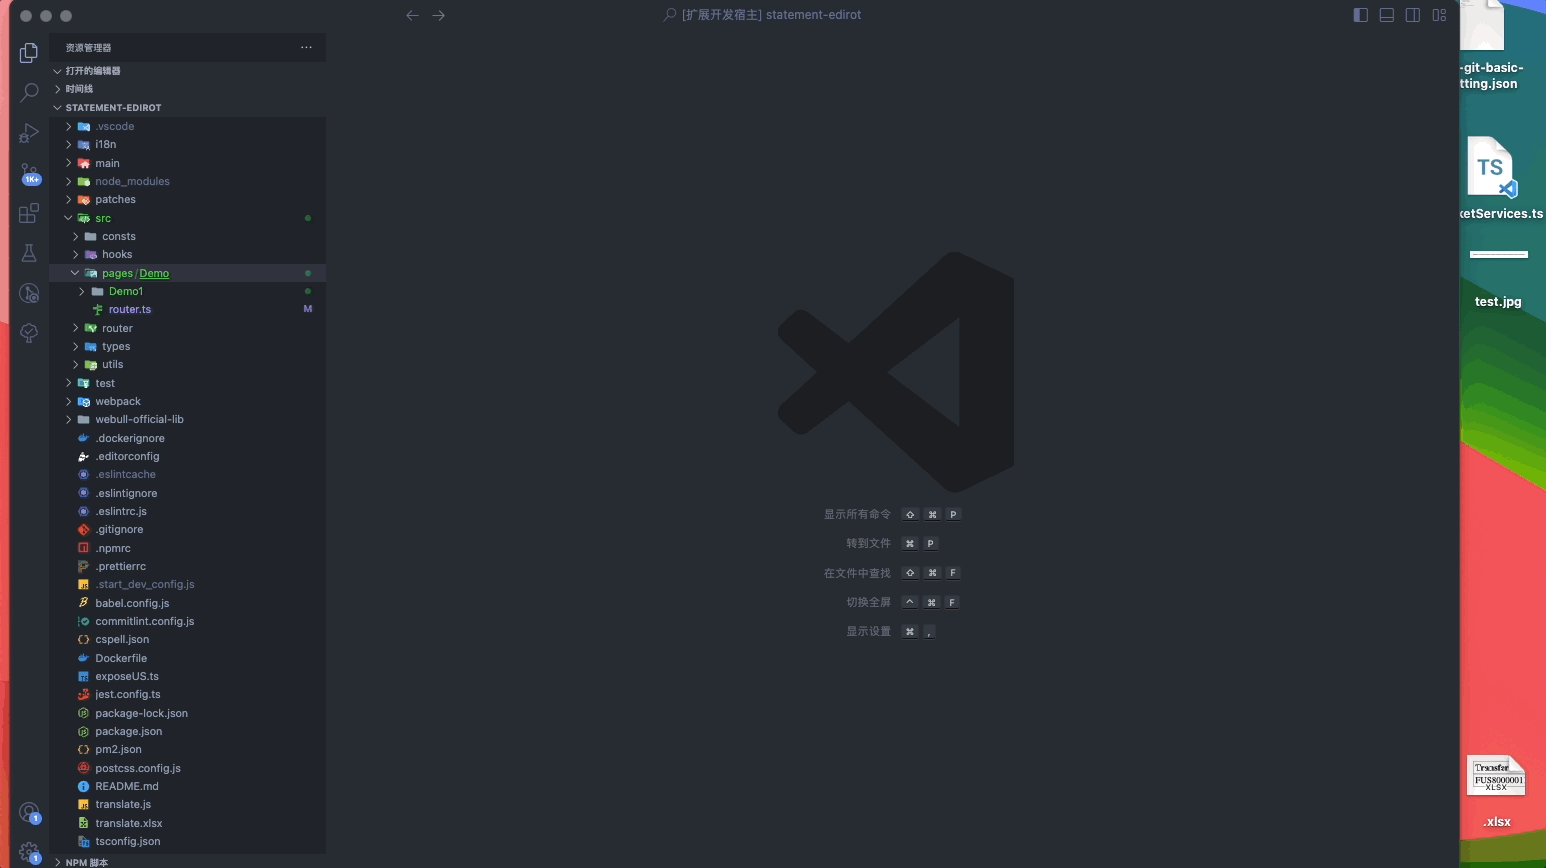 [扩展开发宿主] statement-edirot
资源管理器
打开的编辑器
时间线
STATEMENT-EDIROT
.vscode
i18n
main
node_modules
patches
src
consts
hooks
pages/Demo
Demo1
router.ts M
router
types
utils
test
webpack
webull-official-lib
.dockerignore
.editorconfig
.eslintcache
.eslintignore
.eslintrc.js
.gitignore
.npmrc
.prettierrc
.start_dev_config.js
babel.config.js
commitlint.config.js
cspell.json
Dockerfile
exposeUS.ts
jest.config.ts
package-lock.json
package.json
pm2.json
postcss.config.js
README.md
translate.js
translate.xlsx
tsconfig.json
NPM 脚本
1K+
1
1
显示所有命令 ⇧ ⌘ P
转到文件 ⌘ P
在文件中查找 ⇧ ⌘ F
切换全屏 ^ ⌘ F
显示设置 ⌘ ,
-git-basic-
tting.json
TS
ketServices.ts
test.jpg
Transfer
FUS8000001
XLSX
.xlsx